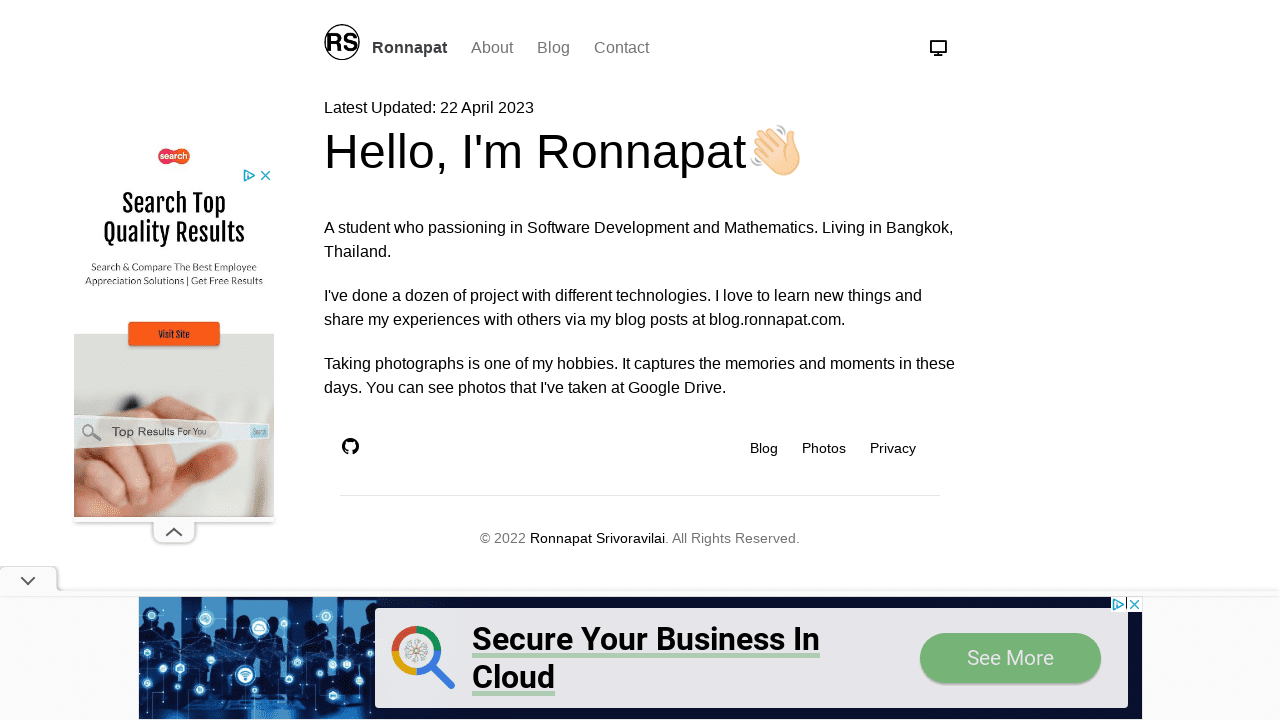 RS Ronnapat About Blog Contact
Latest Updated: 22 April 2023
Hello, I'm Ronnapat👋🏻
A student who passioning in Software Development and Mathematics. Living in Bangkok,
Thailand.
I've done a dozen of project with different technologies. I love to learn new things and
share my experiences with others via my blog posts at blog.ronnapat.com.
Taking photographs is one of my hobbies. It captures the memories and moments in these
days. You can see photos that I've taken at Google Drive.
Blog Photos Privacy
© 2022 Ronnapat Srivoravilai. All Rights Reserved.
search
Search Top
Quality Results
Search & Compare The Best Employee
Appreciation Solutions | Get Free Results
Visit Site
Top Results For You Search
Secure Your Business In
Cloud
See More